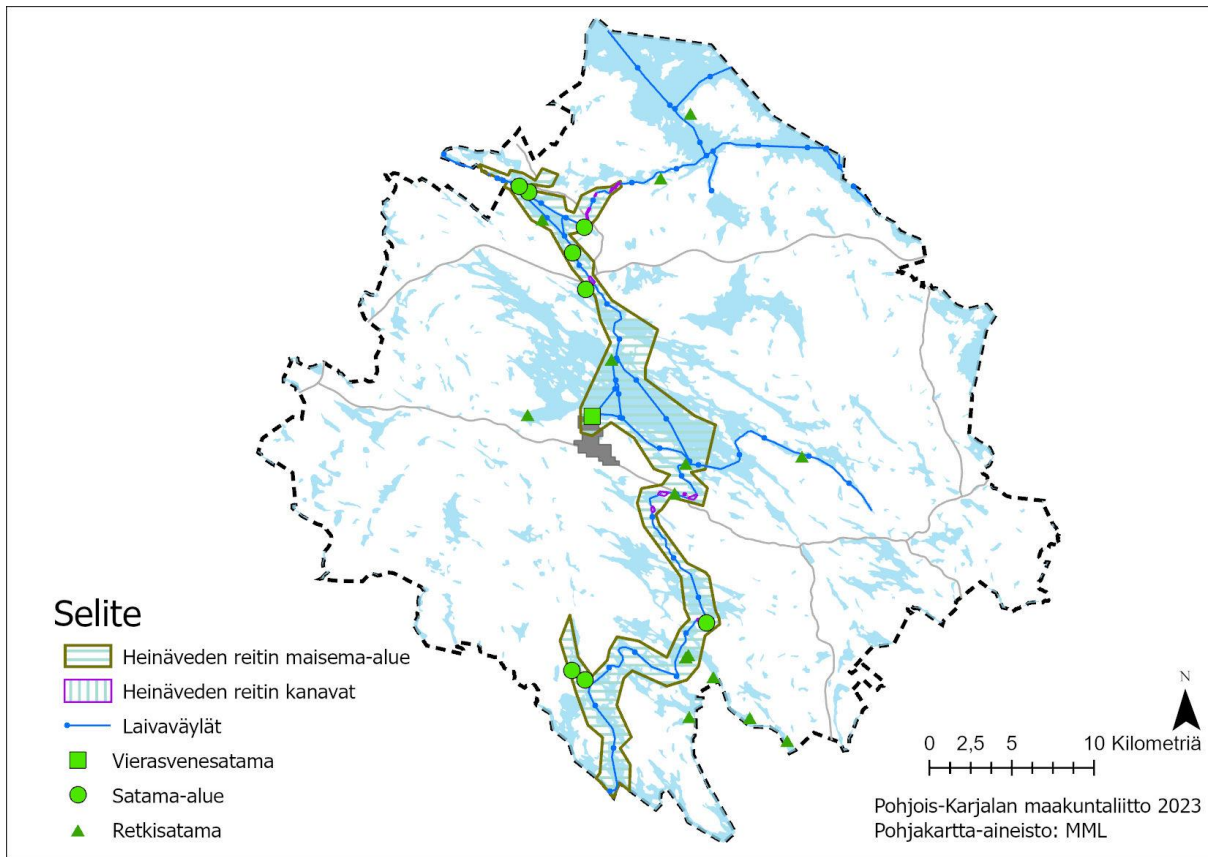 Selite
Heinäveden reitin maisema-alue
Heinäveden reitin kanavat
Laivaväylät
Vierasvenesatama
Satama-alue
Retkisatama
N
0 2,5 5 10 Kilometriä
Pohjois-Karjalan maakuntaliitto 2023
Pohjakartta-aineisto: MML